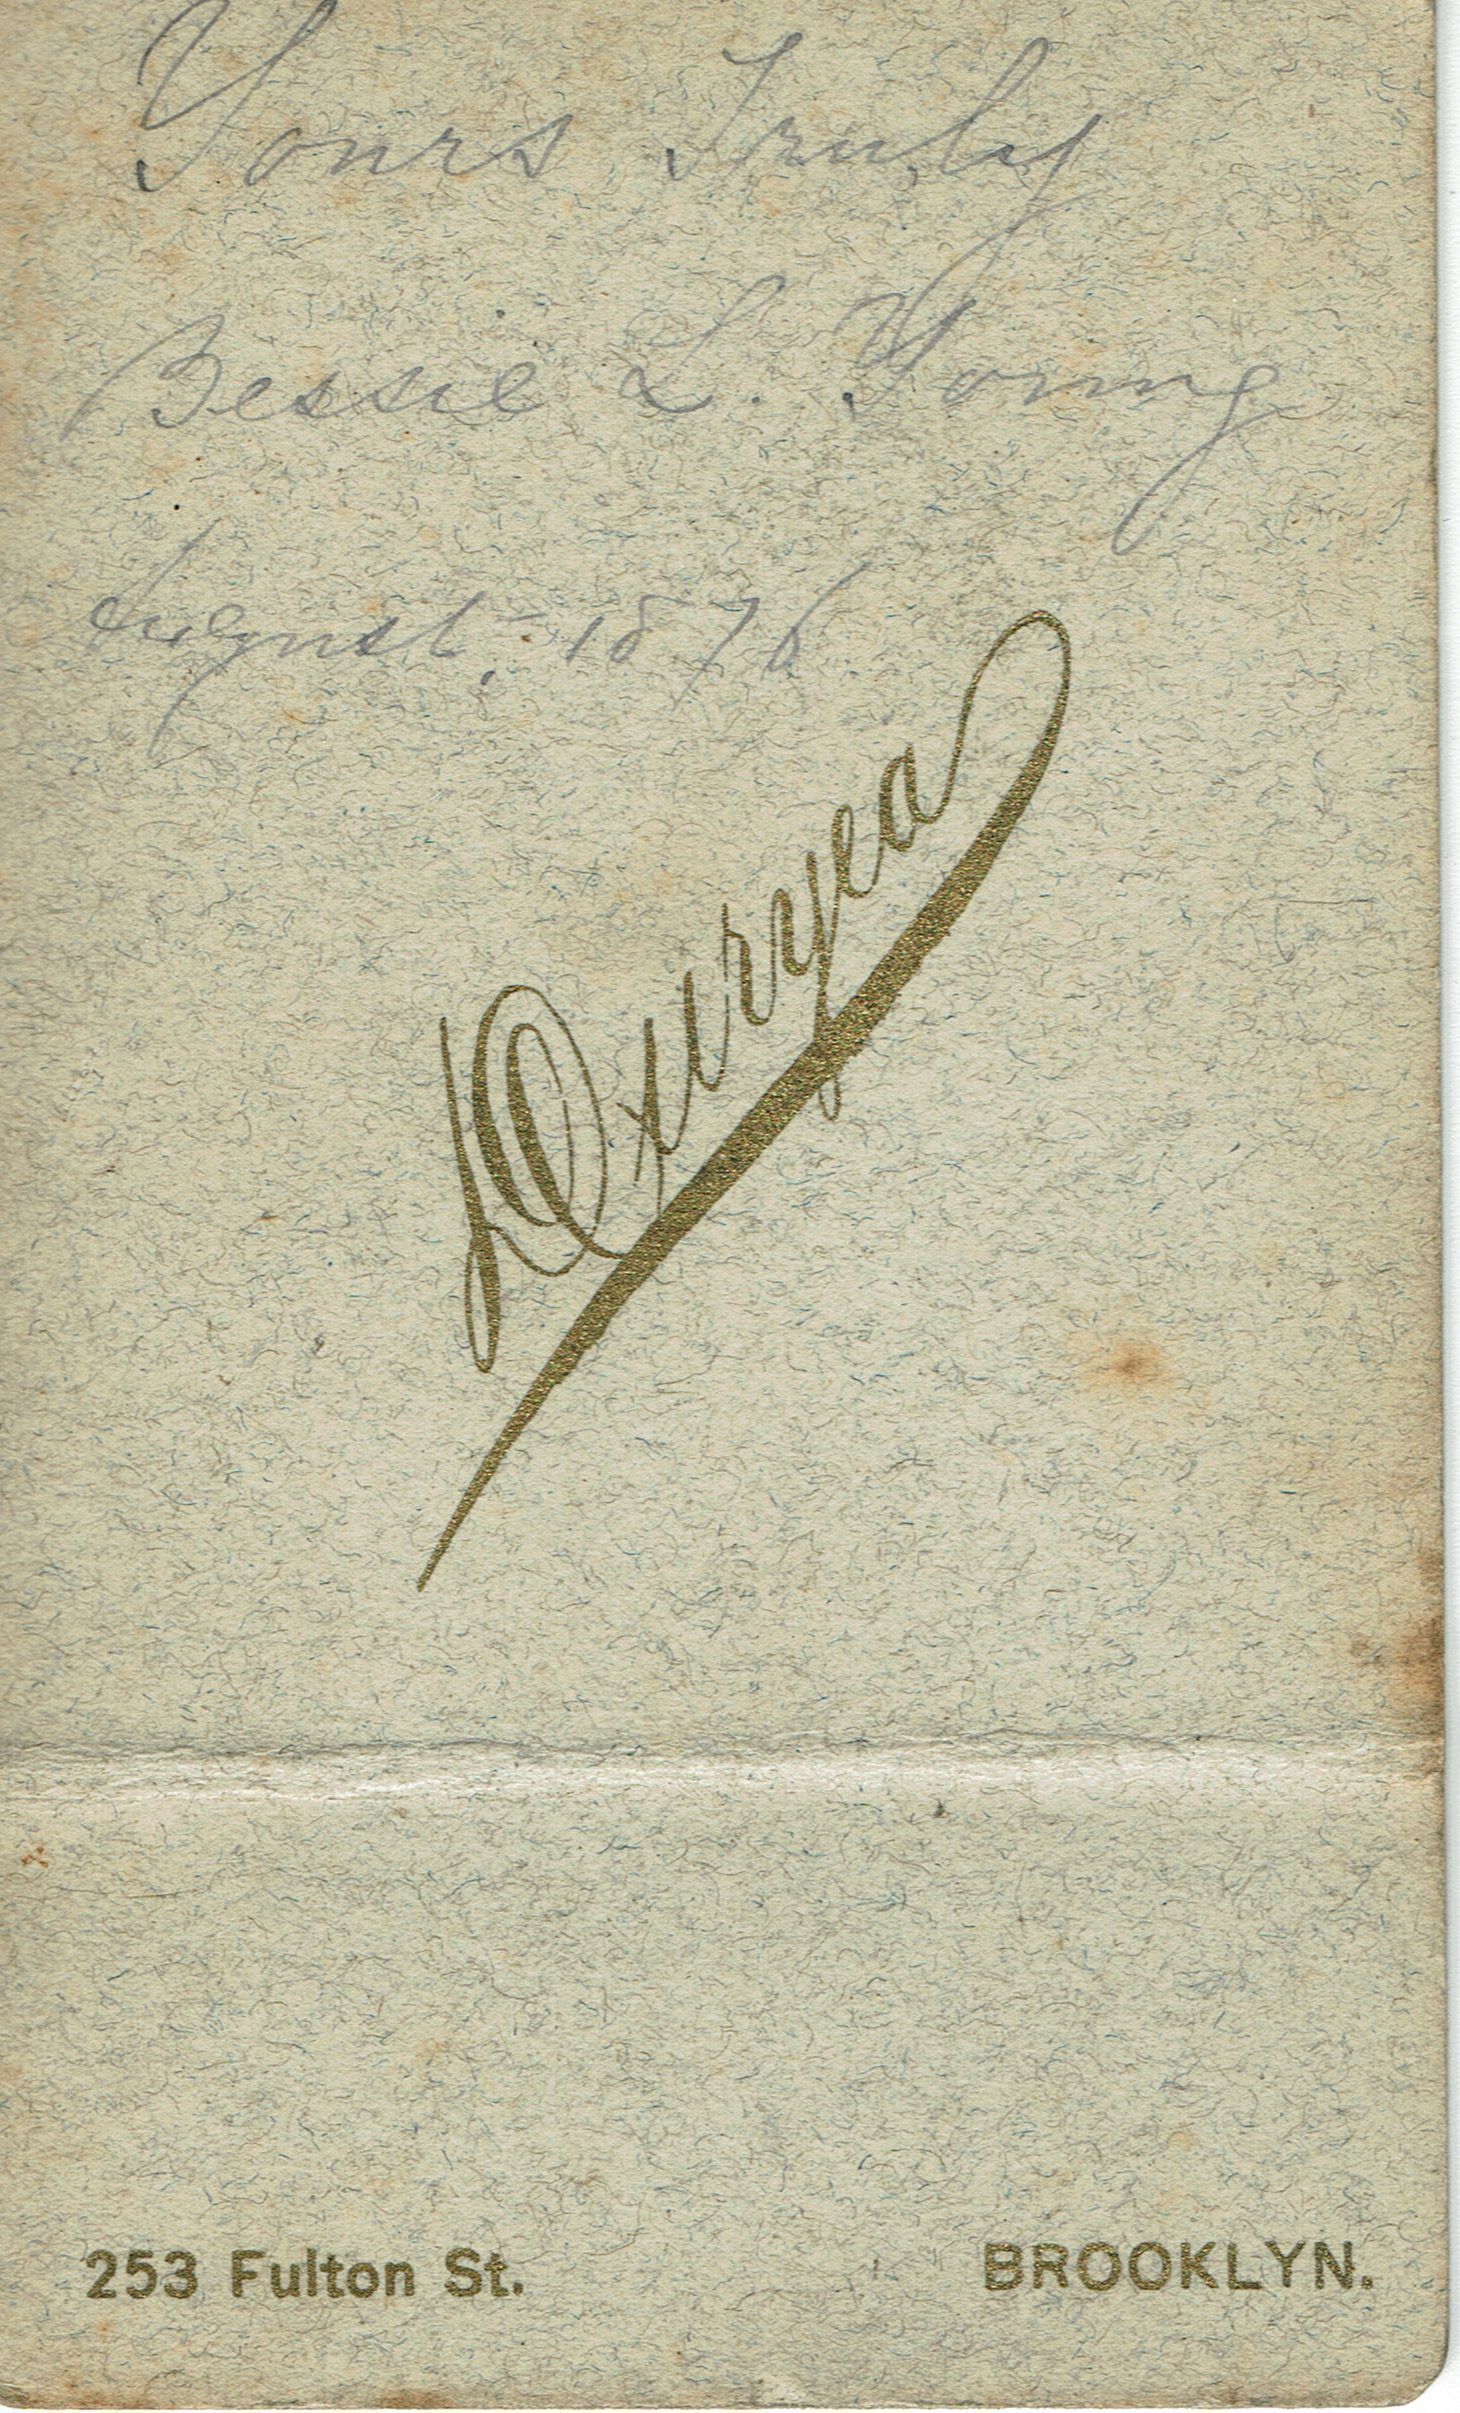 Yours Truly
Bessie L. Young
August. 1876
Duryea
253 Fulton St. BROOKLYN.